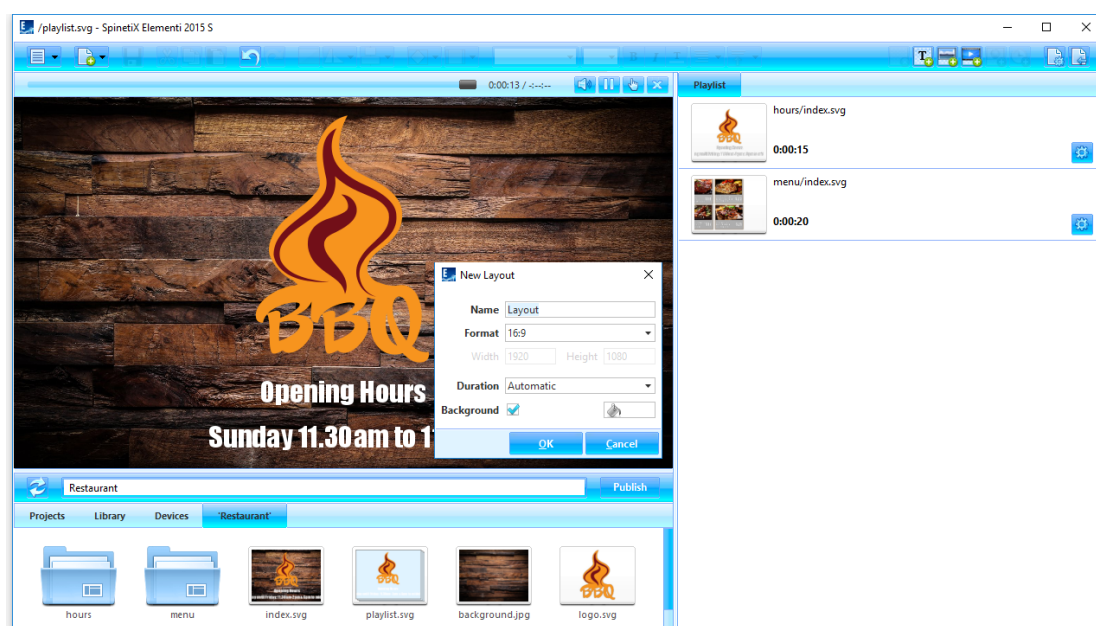 /playlist.svg - SpinetiX Elementi 2015 S
0:00:13 / -:--:--
Playlist
hours/index.svg
0:00:15
menu/index.svg
0:00:20
BBQ
Opening Hours
Sunday 11.30am to 1
New Layout
Name Layout
Format 16:9
Width 1920 Height 1080
Duration Automatic
Background
OK Cancel
Restaurant Publish
Projects Library Devices 'Restaurant'
hours menu index.svg playlist.svg background.jpg logo.svg